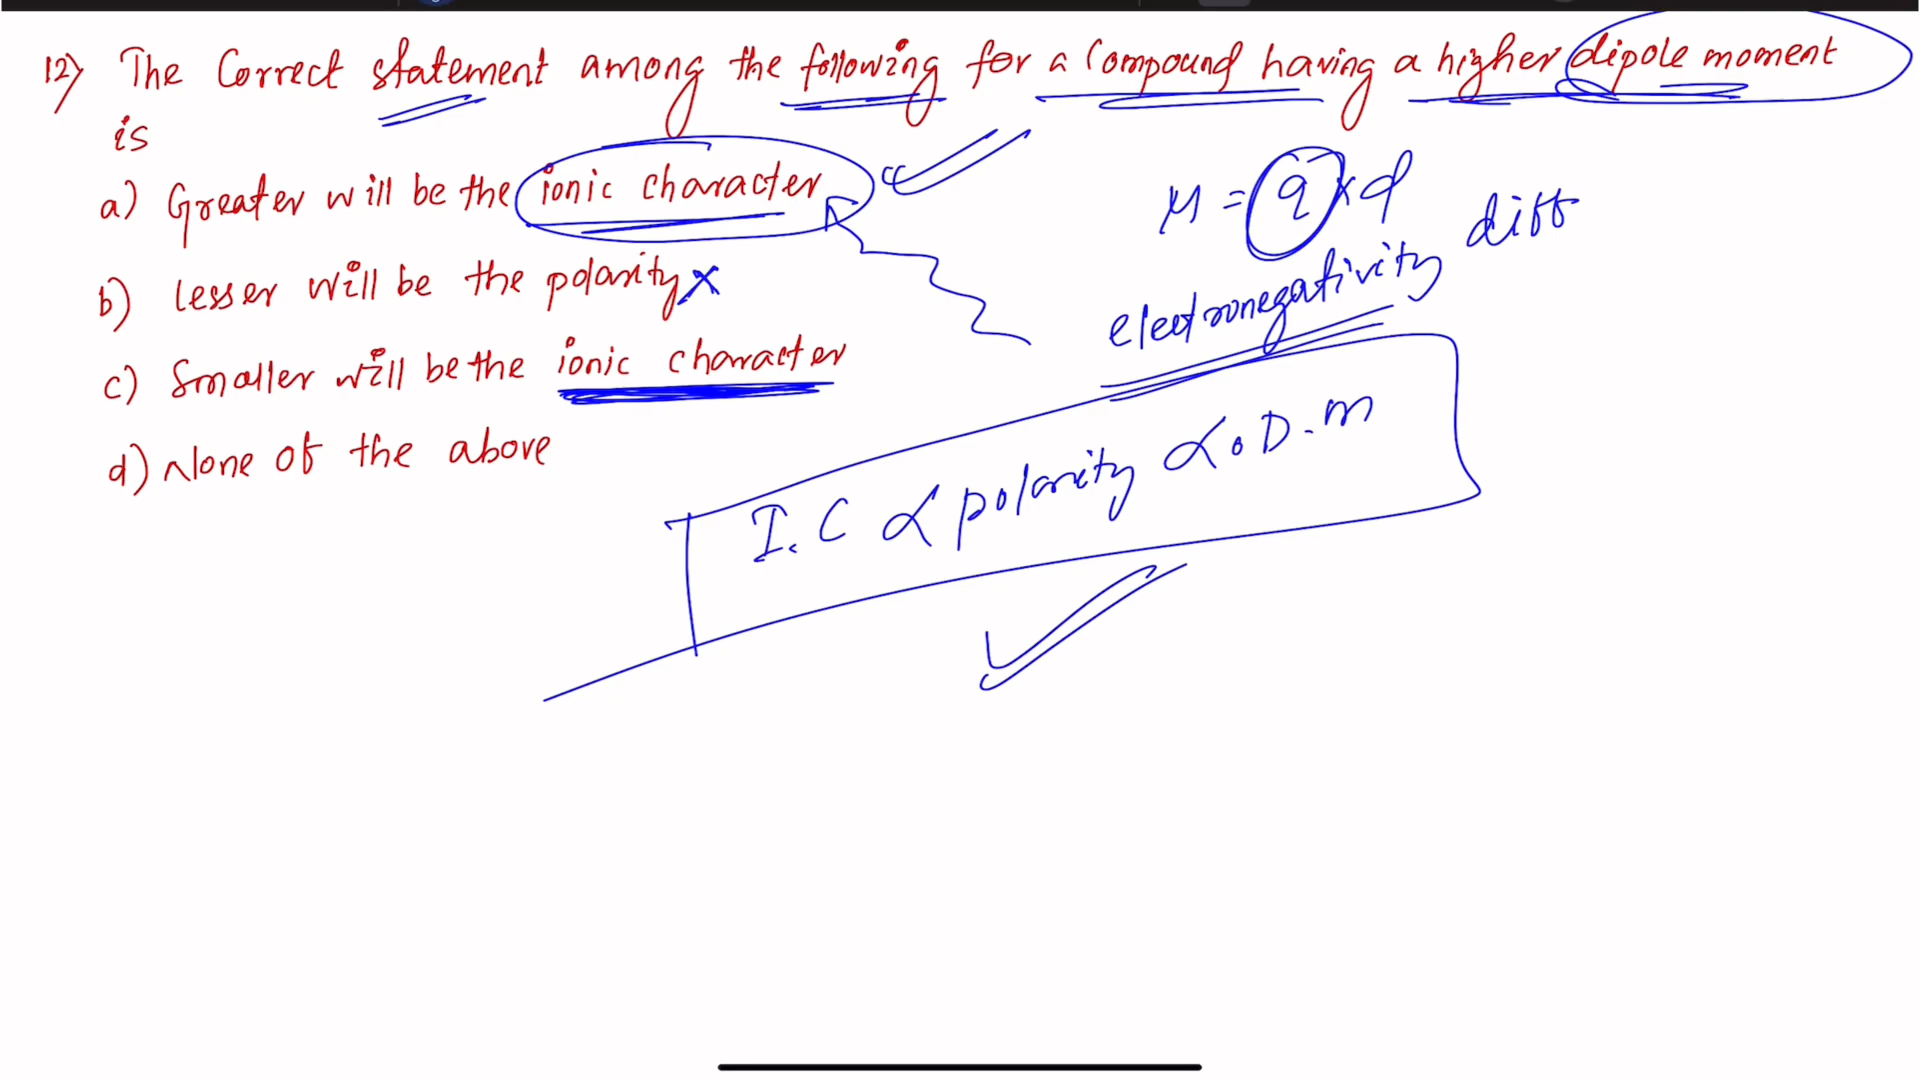 12) The Correct statement among the following for a Compound having a higher dipole moment
is
a) Greater will be the ionic character
μ = q x d
b) Lesser will be the polarity x
electronegativity diff
c) Smaller will be the ionic character
d) None of the above
I.C ∝ polarity ∝ D.m